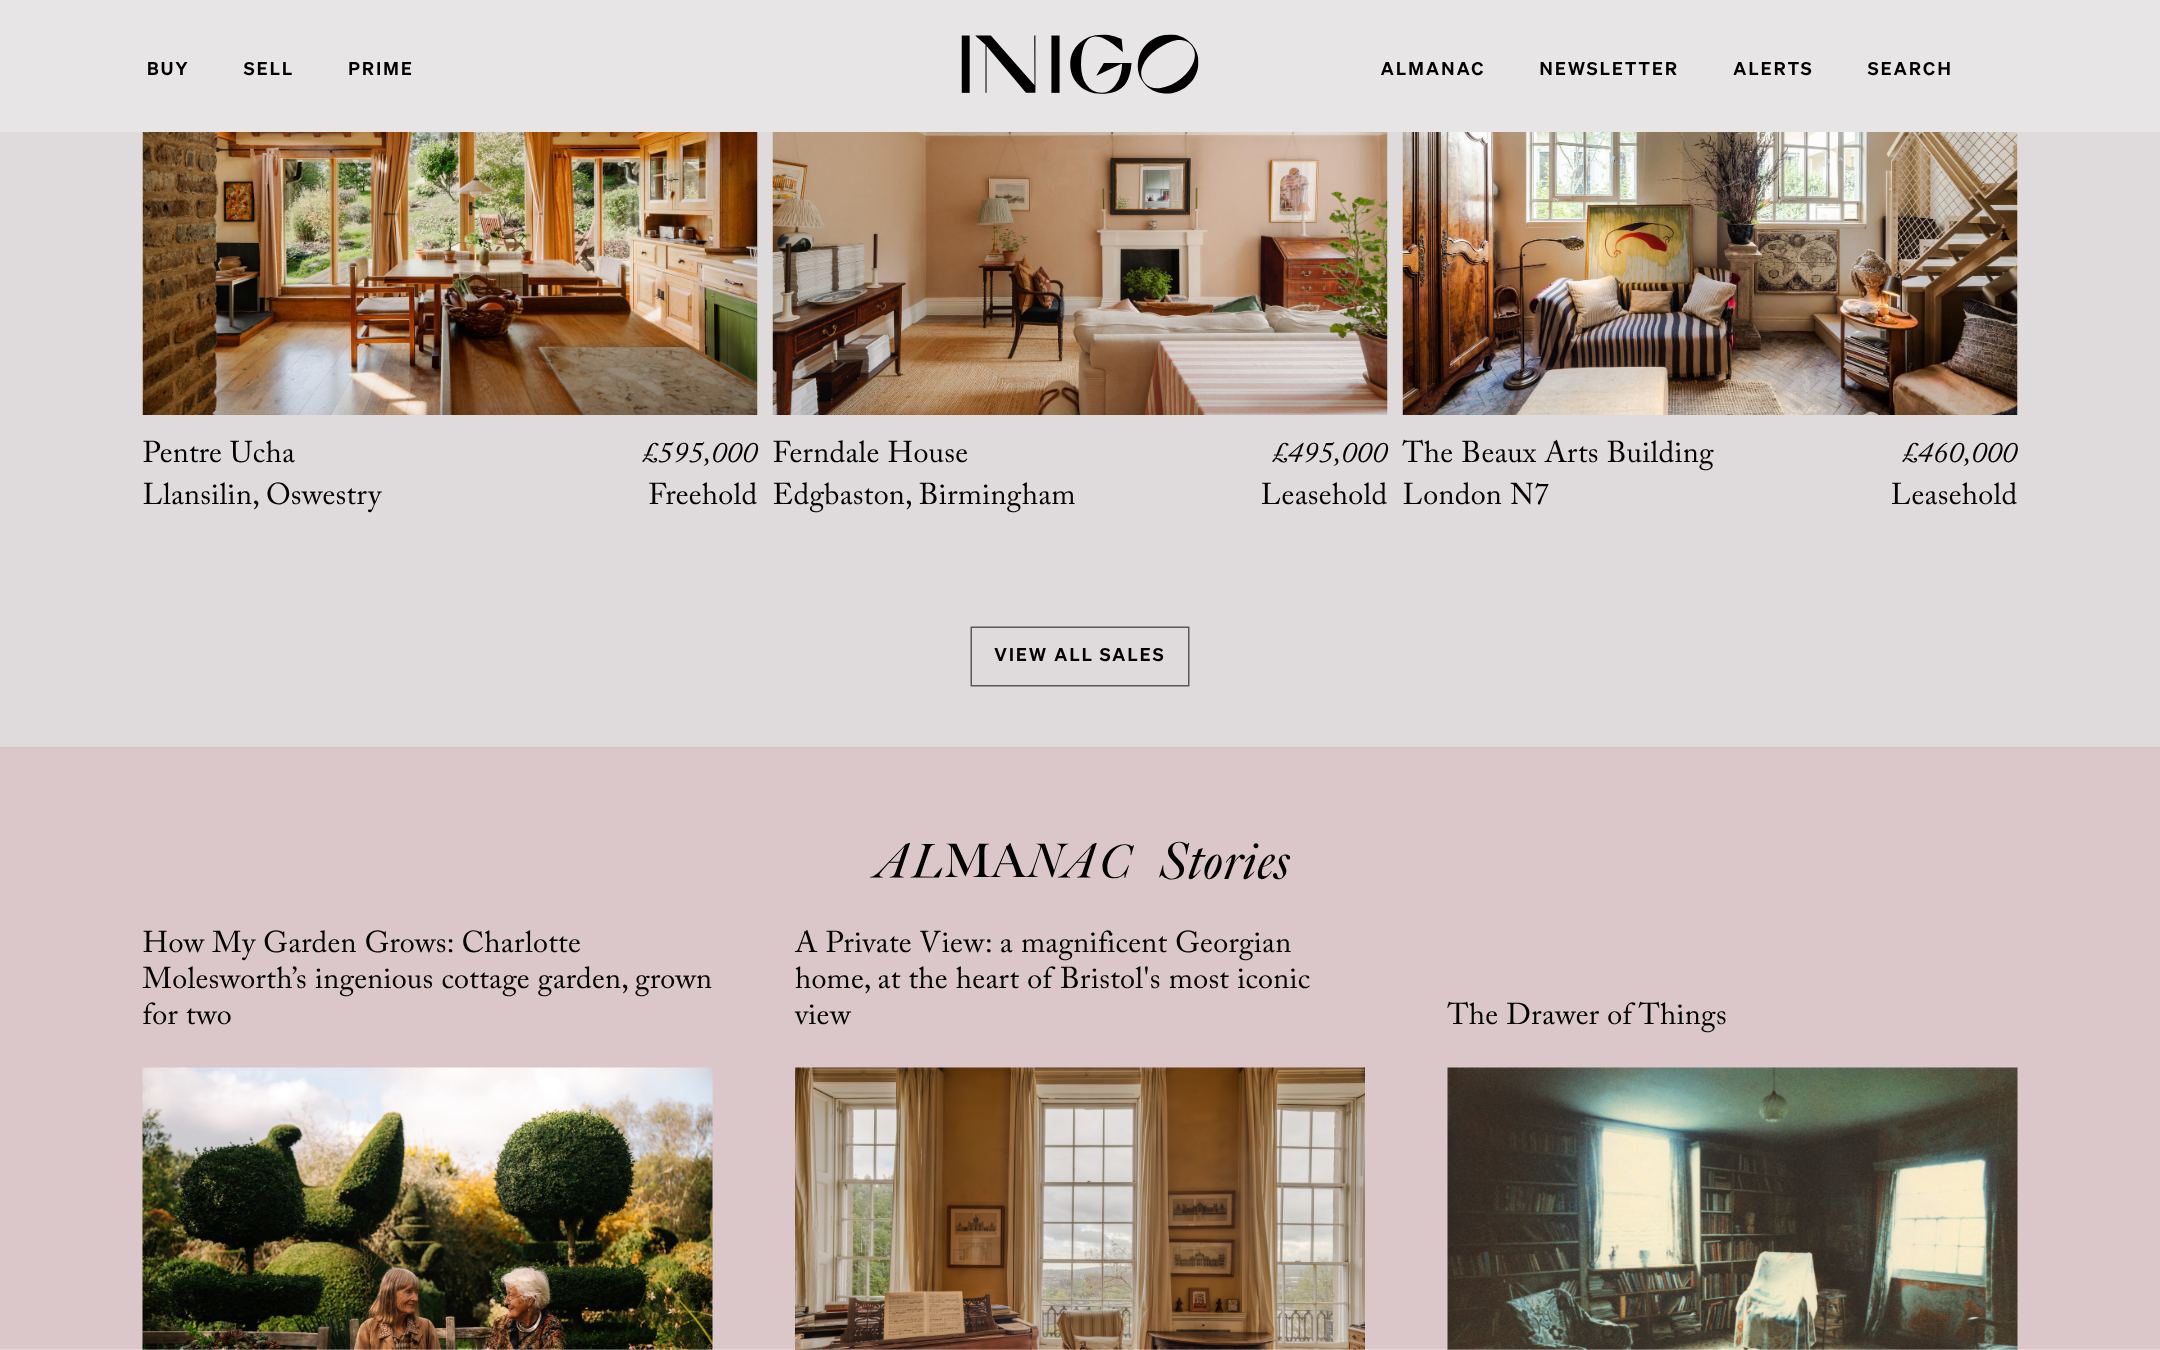 BUY SELL PRIME INIGO ALMANAC NEWSLETTER ALERTS SEARCH
Pentre Ucha £595,000
Llansilin, Oswestry Freehold
Ferndale House £495,000
Edgbaston, Birmingham Leasehold
The Beaux Arts Building £460,000
London N7 Leasehold
VIEW ALL SALES
ALMANAC Stories
How My Garden Grows: Charlotte
Molesworth’s ingenious cottage garden, grown
for two
A Private View: a magnificent Georgian
home, at the heart of Bristol's most iconic
view
The Drawer of Things